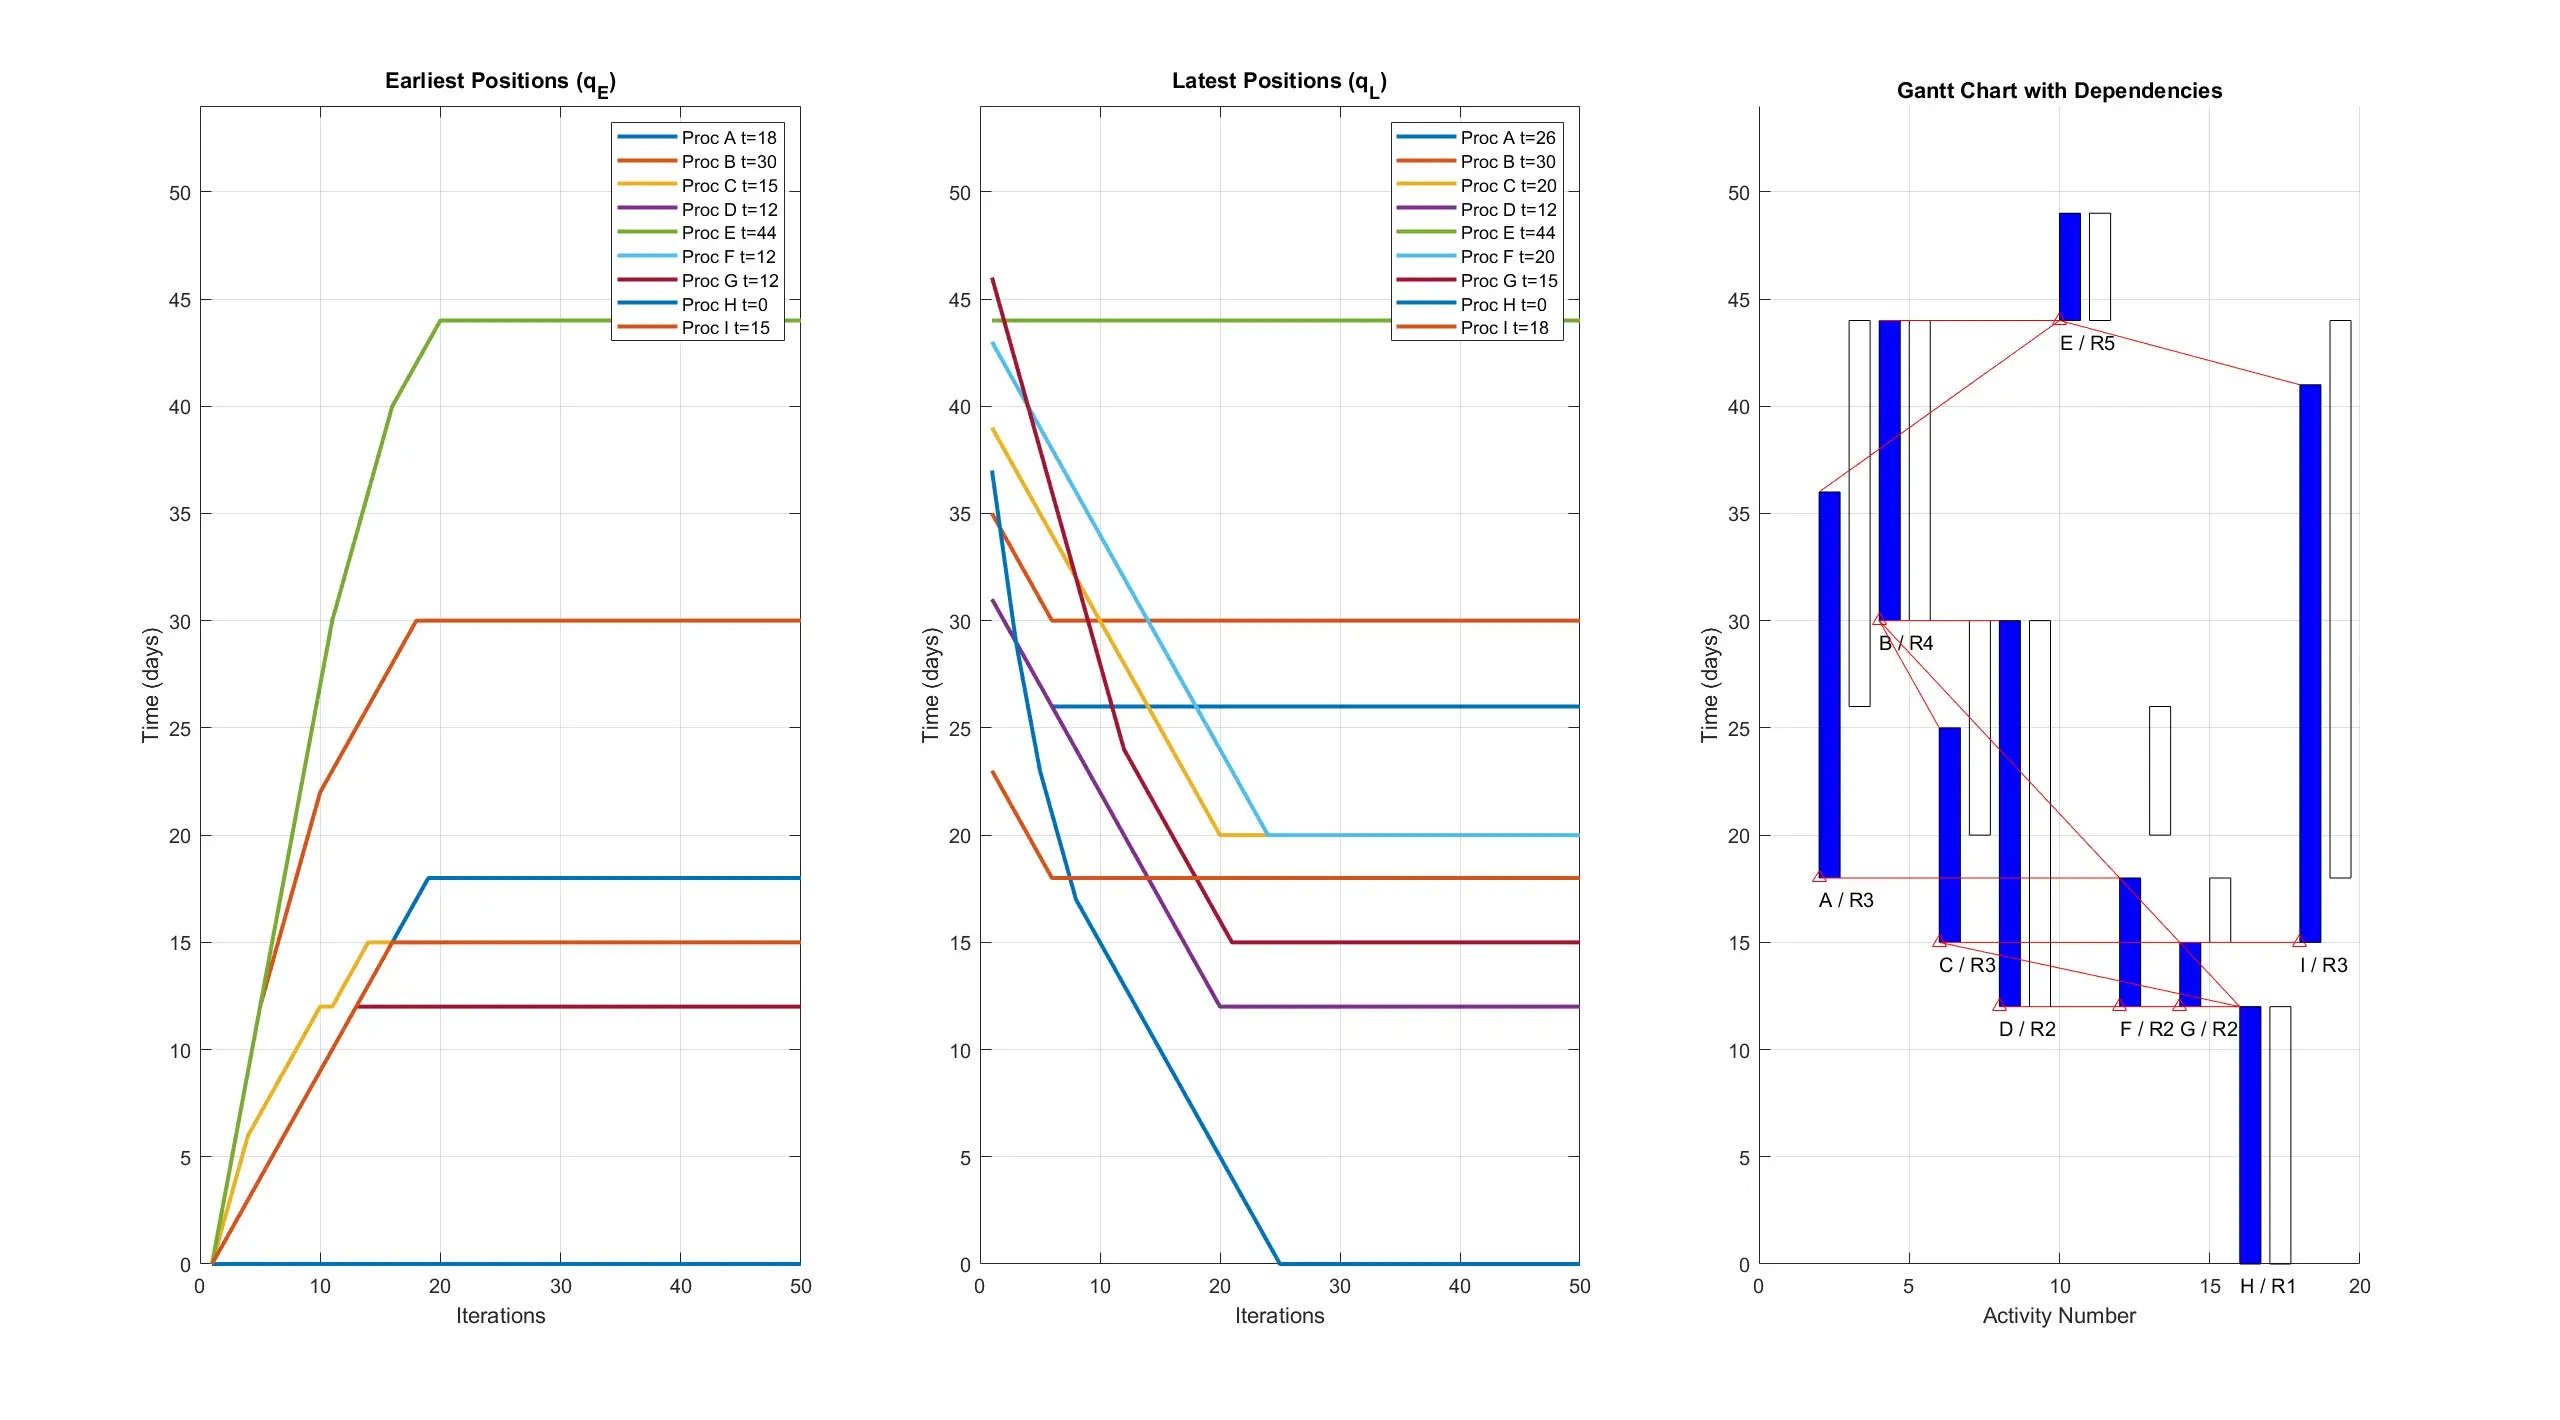 Earliest Positions (qE)
Proc A t=18
Proc B t=30
Proc C t=15
Proc D t=12
Proc E t=44
Proc F t=12
Proc G t=12
Proc H t=0
Proc I t=15
50
45
40
35
30
25
20
15
10
5
0
Time (days)
0 10 20 30 40 50
Iterations
Latest Positions (qL)
Proc A t=26
Proc B t=30
Proc C t=20
Proc D t=12
Proc E t=44
Proc F t=20
Proc G t=15
Proc H t=0
Proc I t=18
50
45
40
35
30
25
20
15
10
5
0
Time (days)
0 10 20 30 40 50
Iterations
Gantt Chart with Dependencies
50
45
40
35
30
25
20
15
10
5
0
Time (days)
E / R5
B / R4
A / R3
C / R3
I / R3
D / R2
F / R2
G / R2
H / R1
0 5 10 15 20
Activity Number